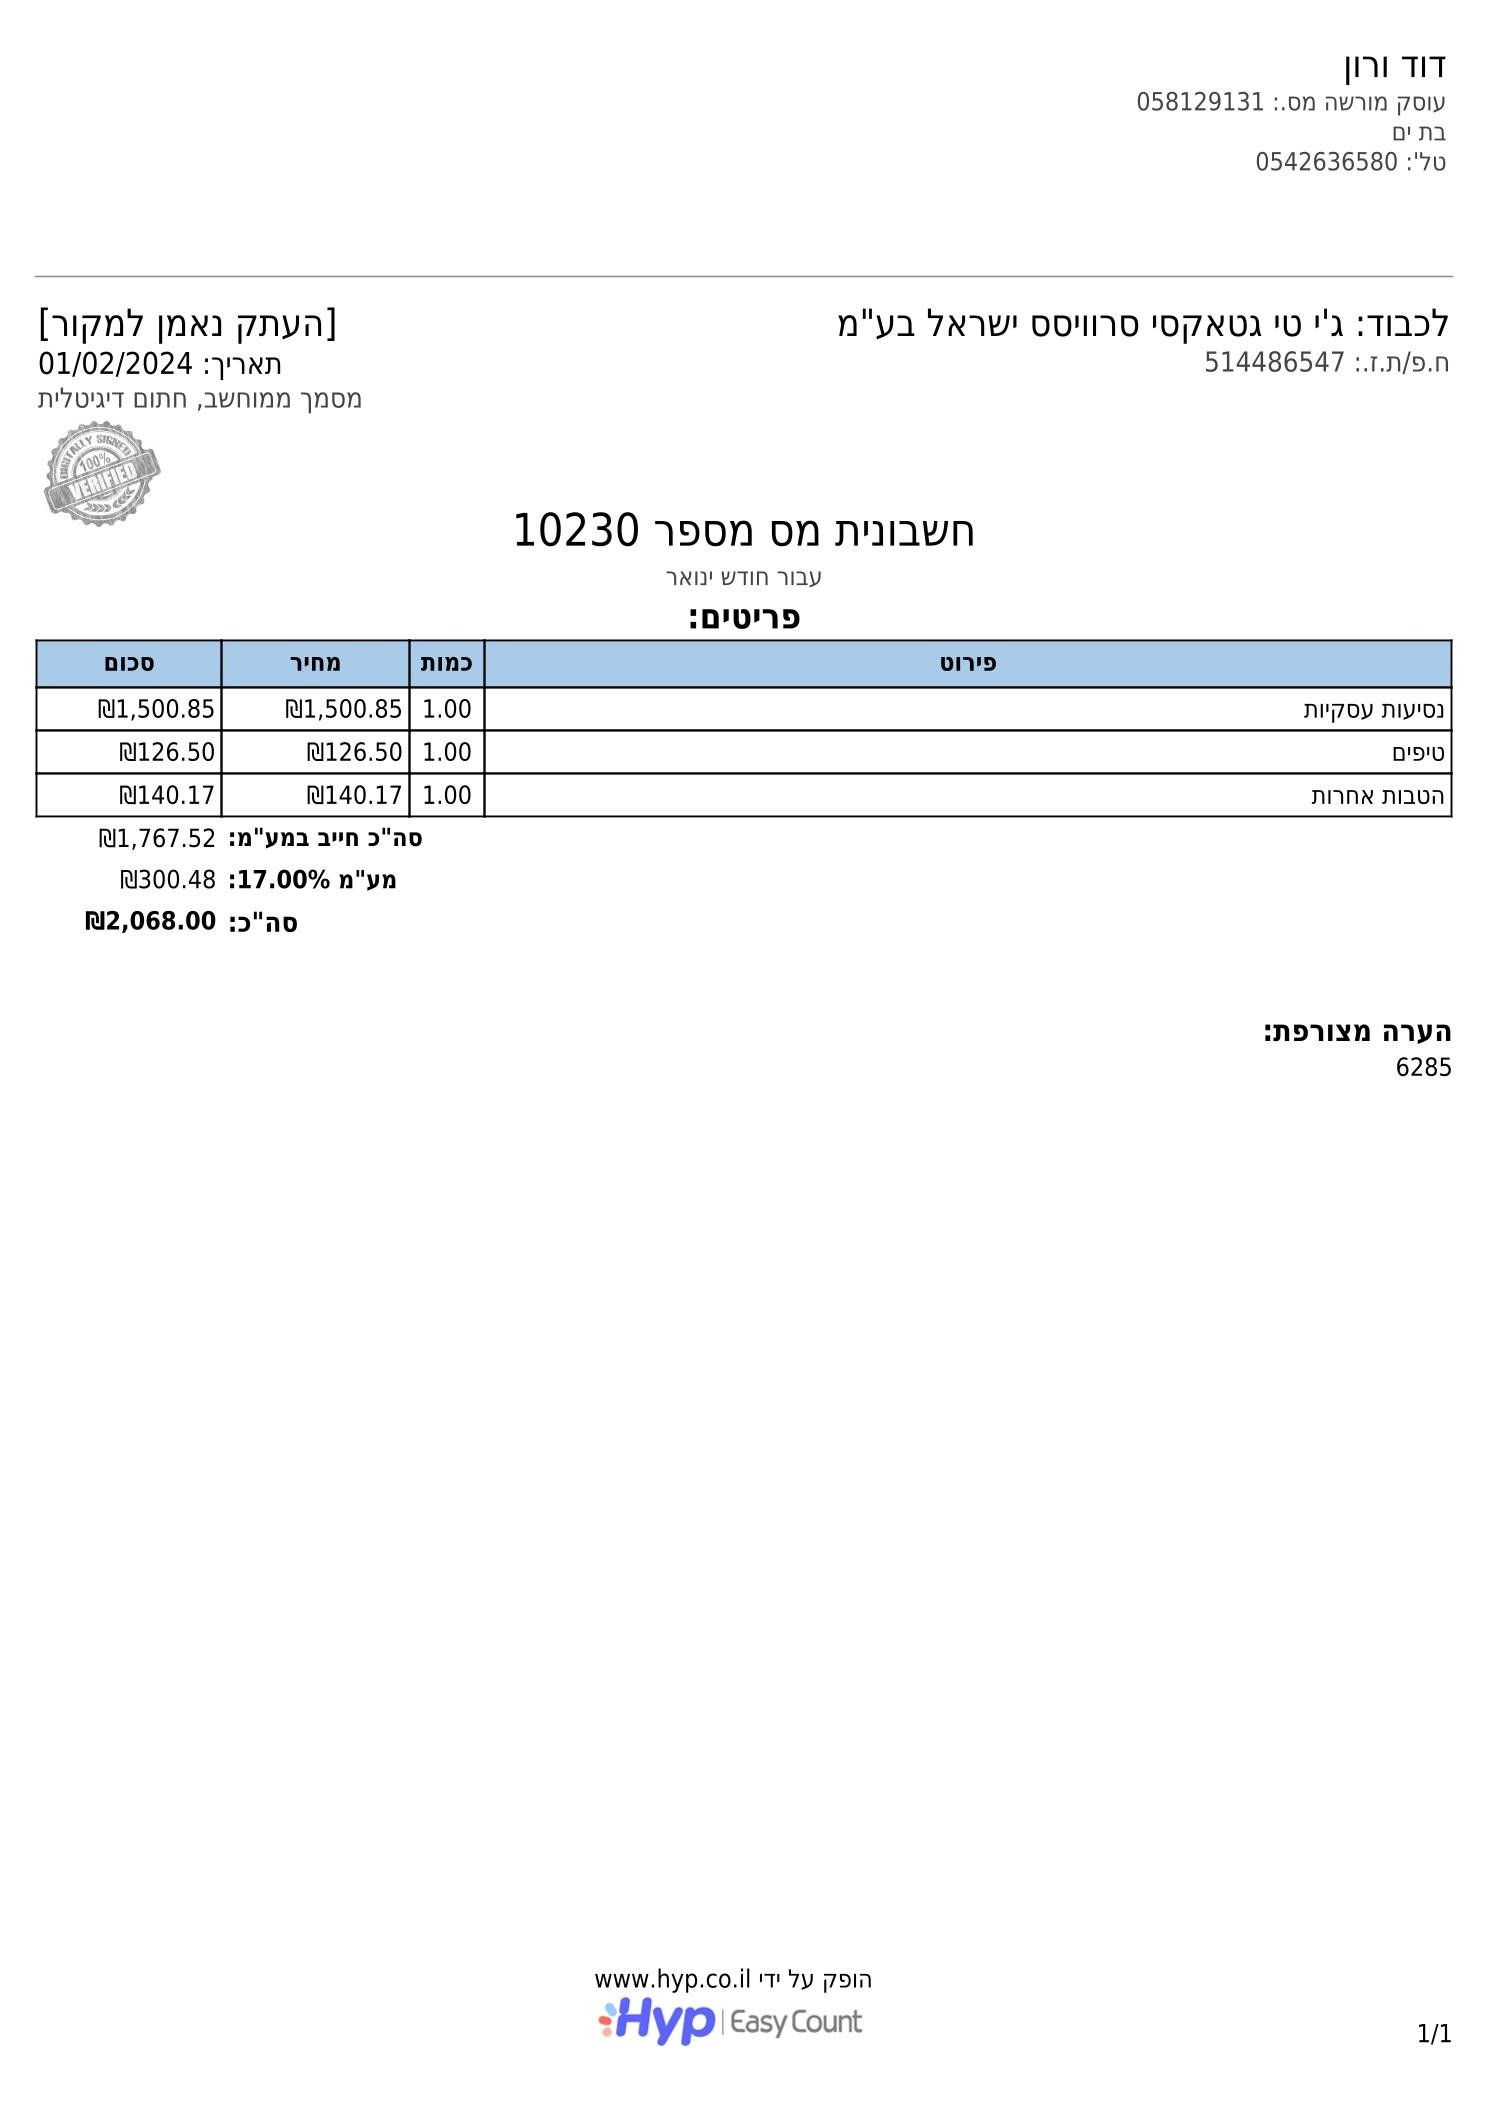 דוד ורון
עוסק מורשה מס.: 058129131
בת ים
טל': 0542636580
לכבוד: ג'י טי גטאקסי סרוויסס ישראל בע"מ
ח.פ/ת.ז.: 514486547
[העתק נאמן למקור]
תאריך: 01/02/2024
מסמך ממוחשב, חתום דיגיטלית
DIGITALLY SIGNED
100%
VERIFIED
חשבונית מס מספר 10230
עבור חודש ינואר
פריטים:
פירוט כמות מחיר סכום
נסיעות עסקיות 1.00 ₪1,500.85 ₪1,500.85
טיפים 1.00 ₪126.50 ₪126.50
הטבות אחרות 1.00 ₪140.17 ₪140.17
סה"כ חייב במע"מ: ₪1,767.52
מע"מ 17.00%: ₪300.48
סה"כ: ₪2,068.00
הערה מצורפת:
6285
הופק על ידי www.hyp.co.il
Hyp | Easy Count
1/1